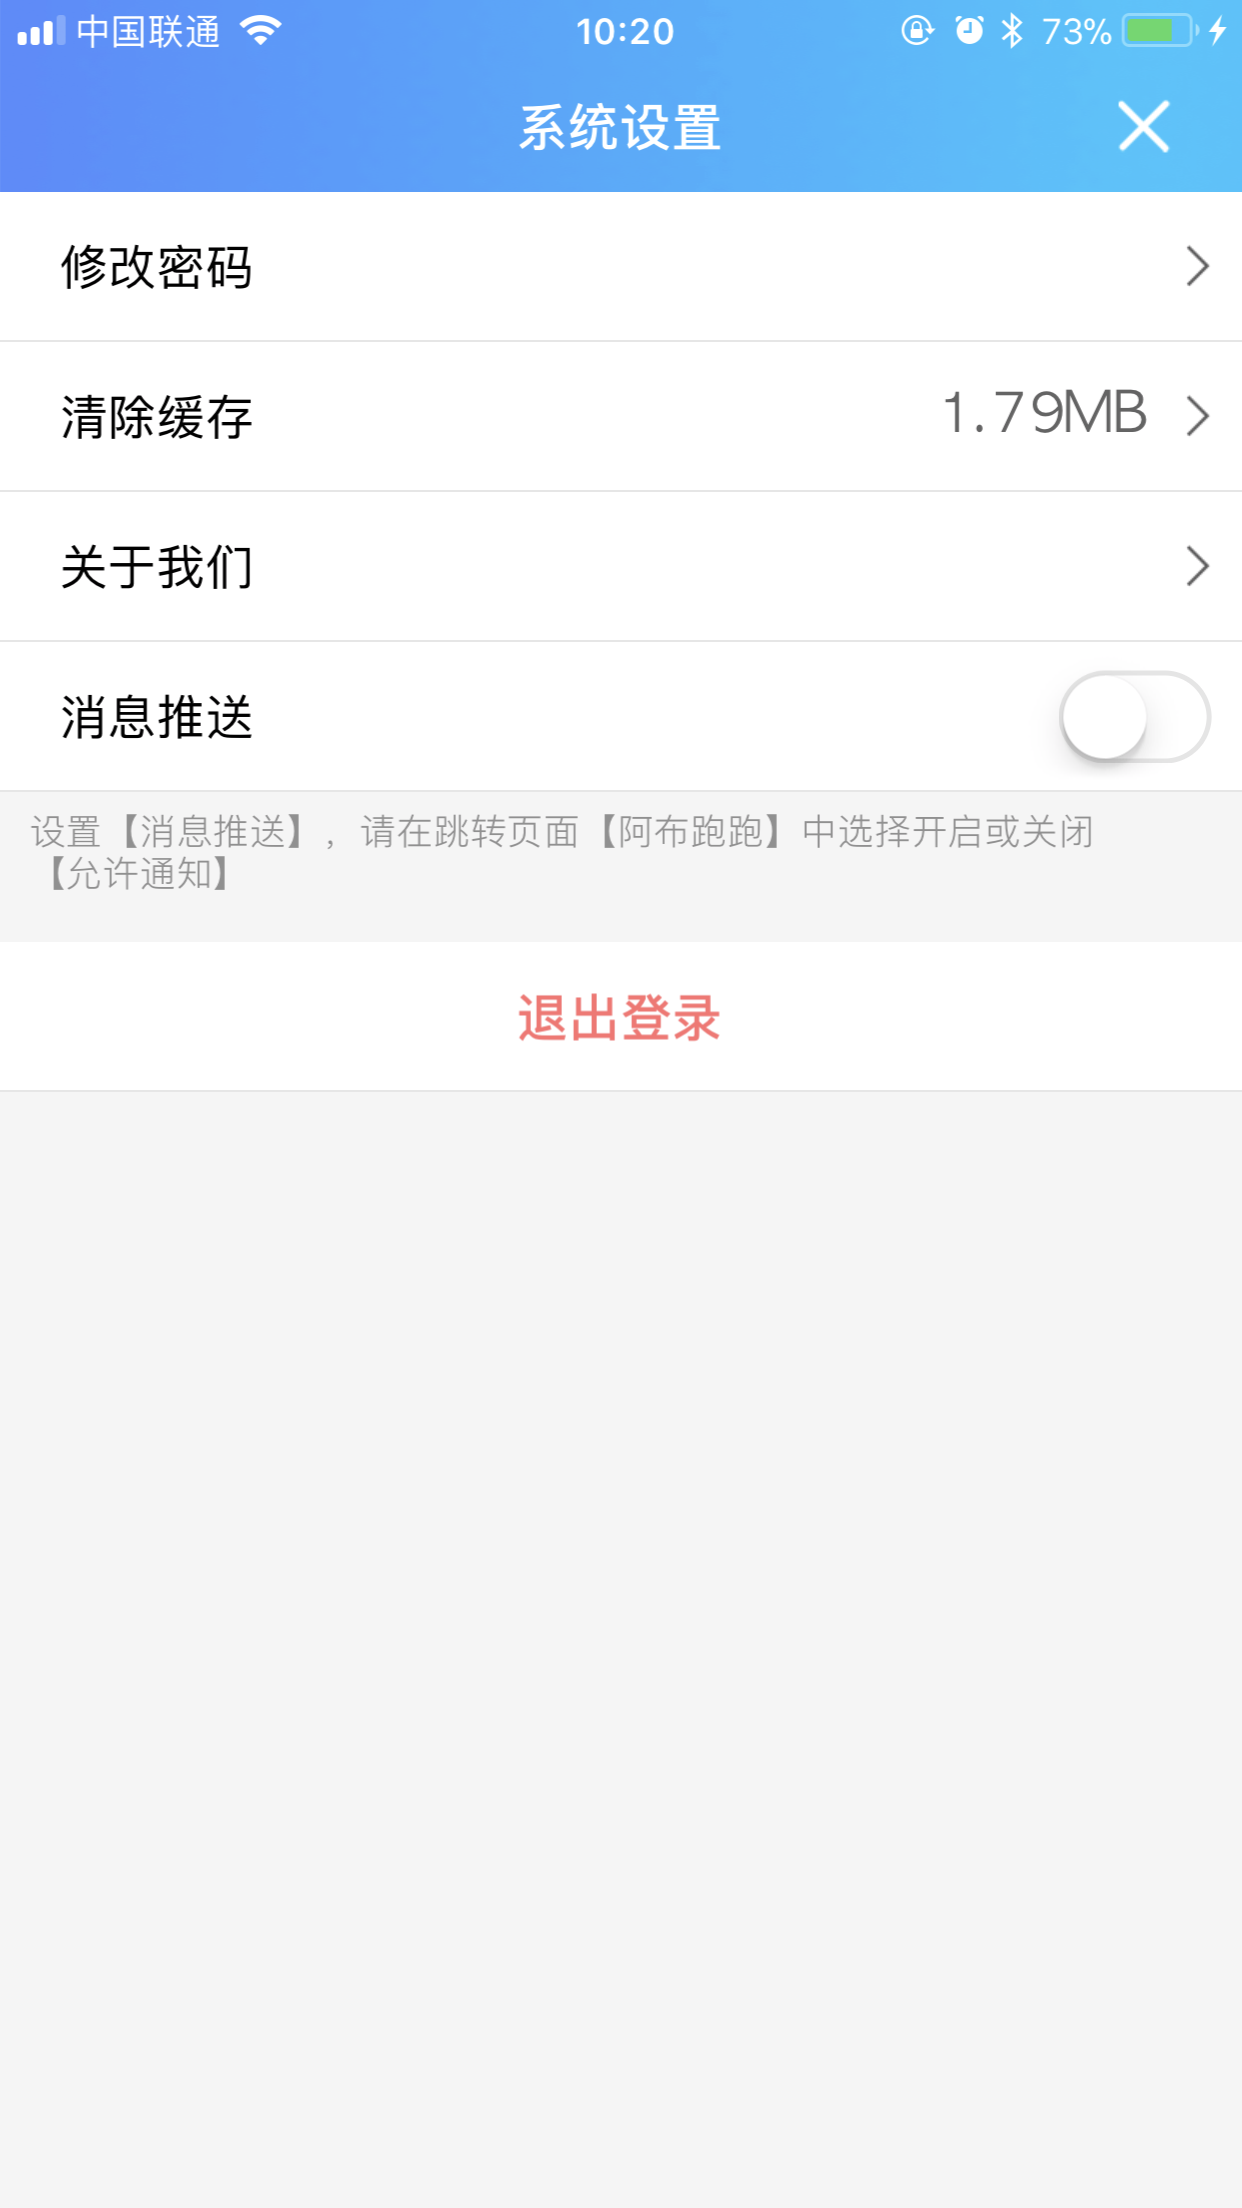 中国联通 10:20 73%
系统设置
修改密码
清除缓存 1.79MB
关于我们
消息推送
设置【消息推送】，请在跳转页面【阿布跑跑】中选择开启或关闭
【允许通知】
退出登录